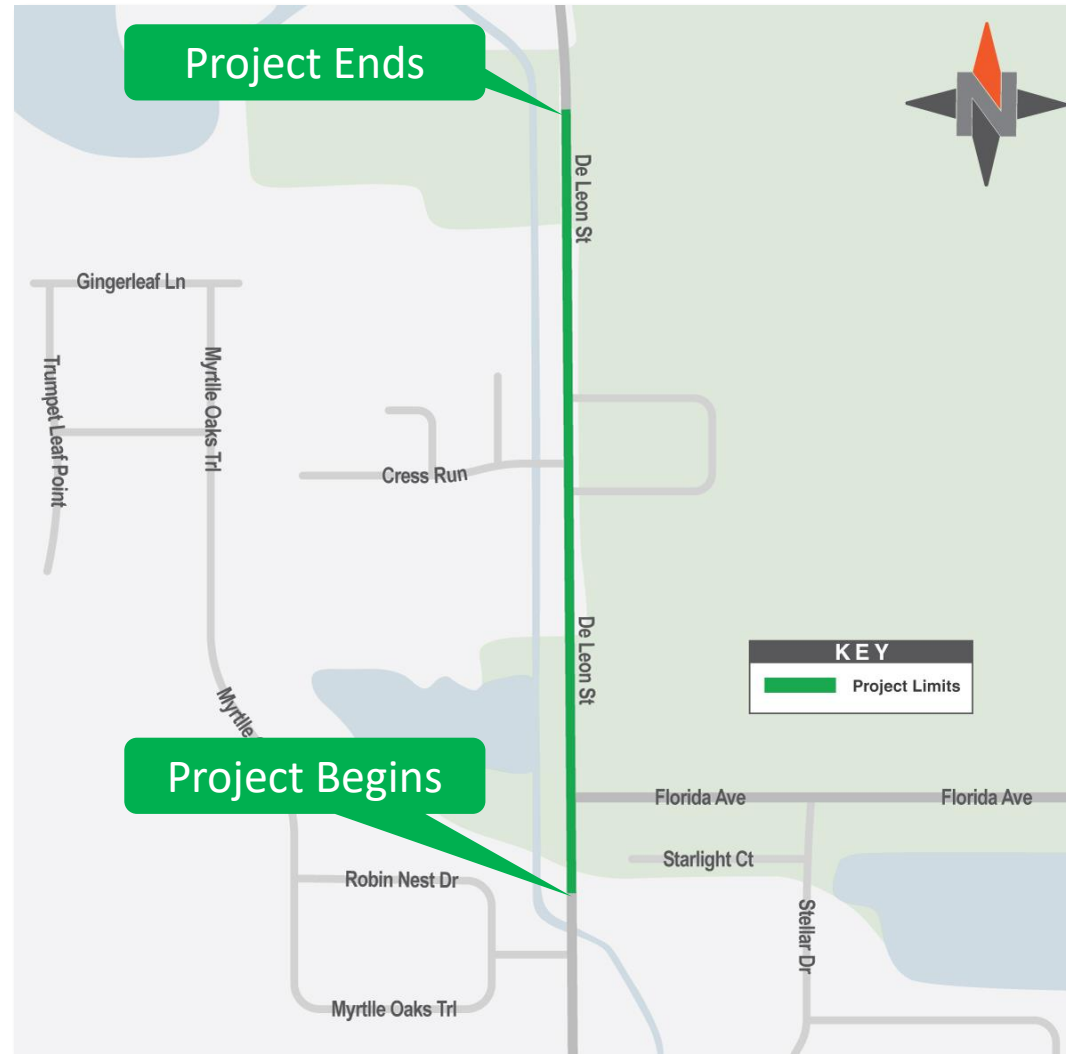 Project Ends
N
De Leon St
Gingerleaf Ln
Trumpet Leaf Point
Myrtlle Oaks Trl
Cress Run
De Leon St
KEY
Project Limits
Myrtlle
Project Begins
Florida Ave
Florida Ave
Starlight Ct
Robin Nest Dr
Stellar Dr
Myrtlle Oaks Trl